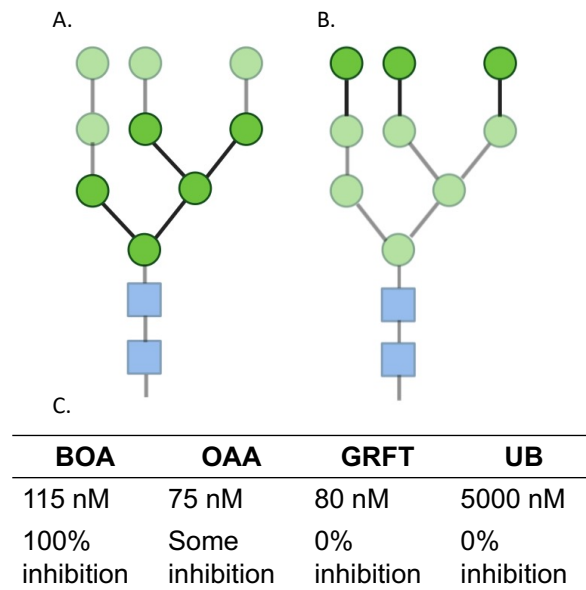 A. B.
C.
BOA OAA GRFT UB
115 nM 75 nM 80 nM 5000 nM
100% Some 0% 0%
inhibition inhibition inhibition inhibition